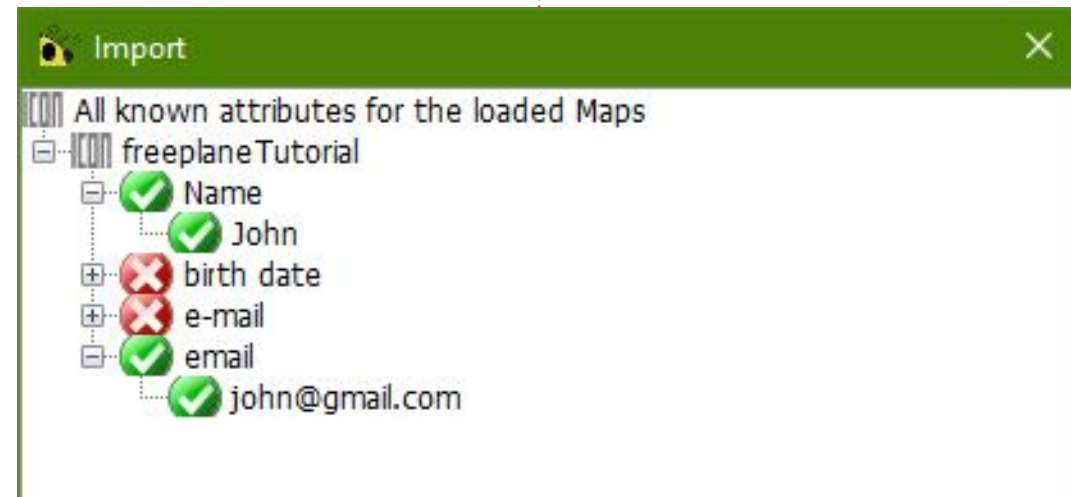 Import
All known attributes for the loaded Maps
freeplaneTutorial
Name
John
birth date
e-mail
email
john@gmail.com